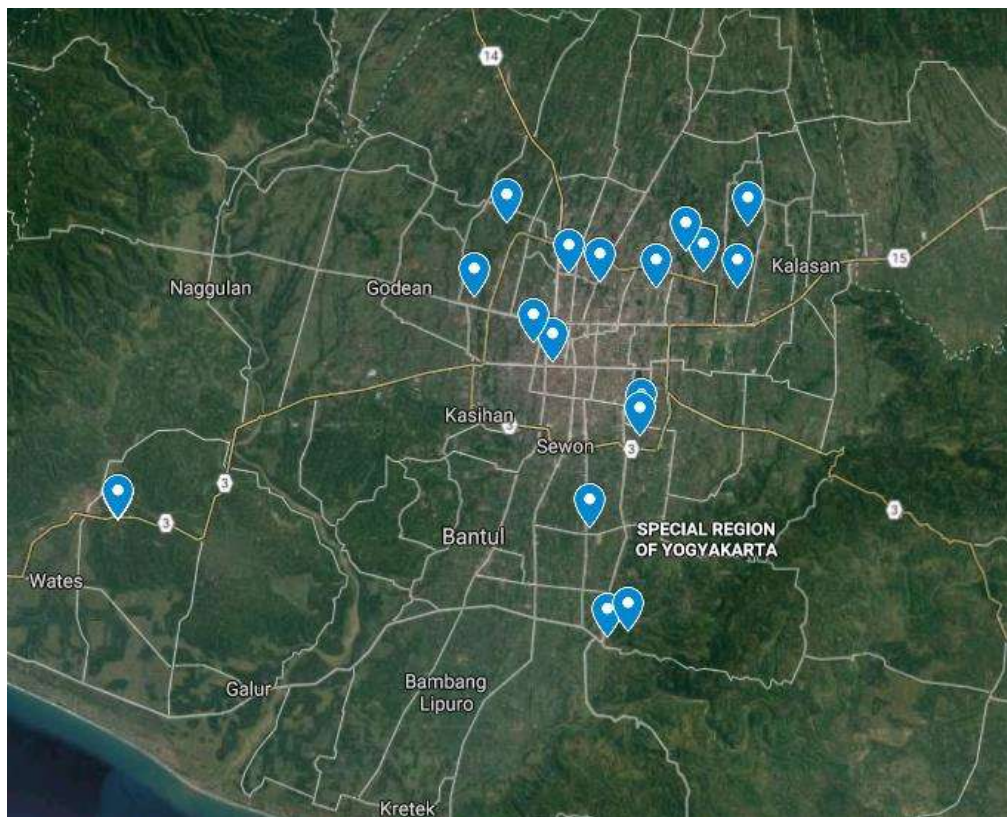 14
15
Kalasan
Naggulan
Godean
Kasihan
3
Sewon
3
3
3
3
SPECIAL REGION
OF YOGYAKARTA
Bantul
Wates
Galur
Bambang
Lipuro
Kretek